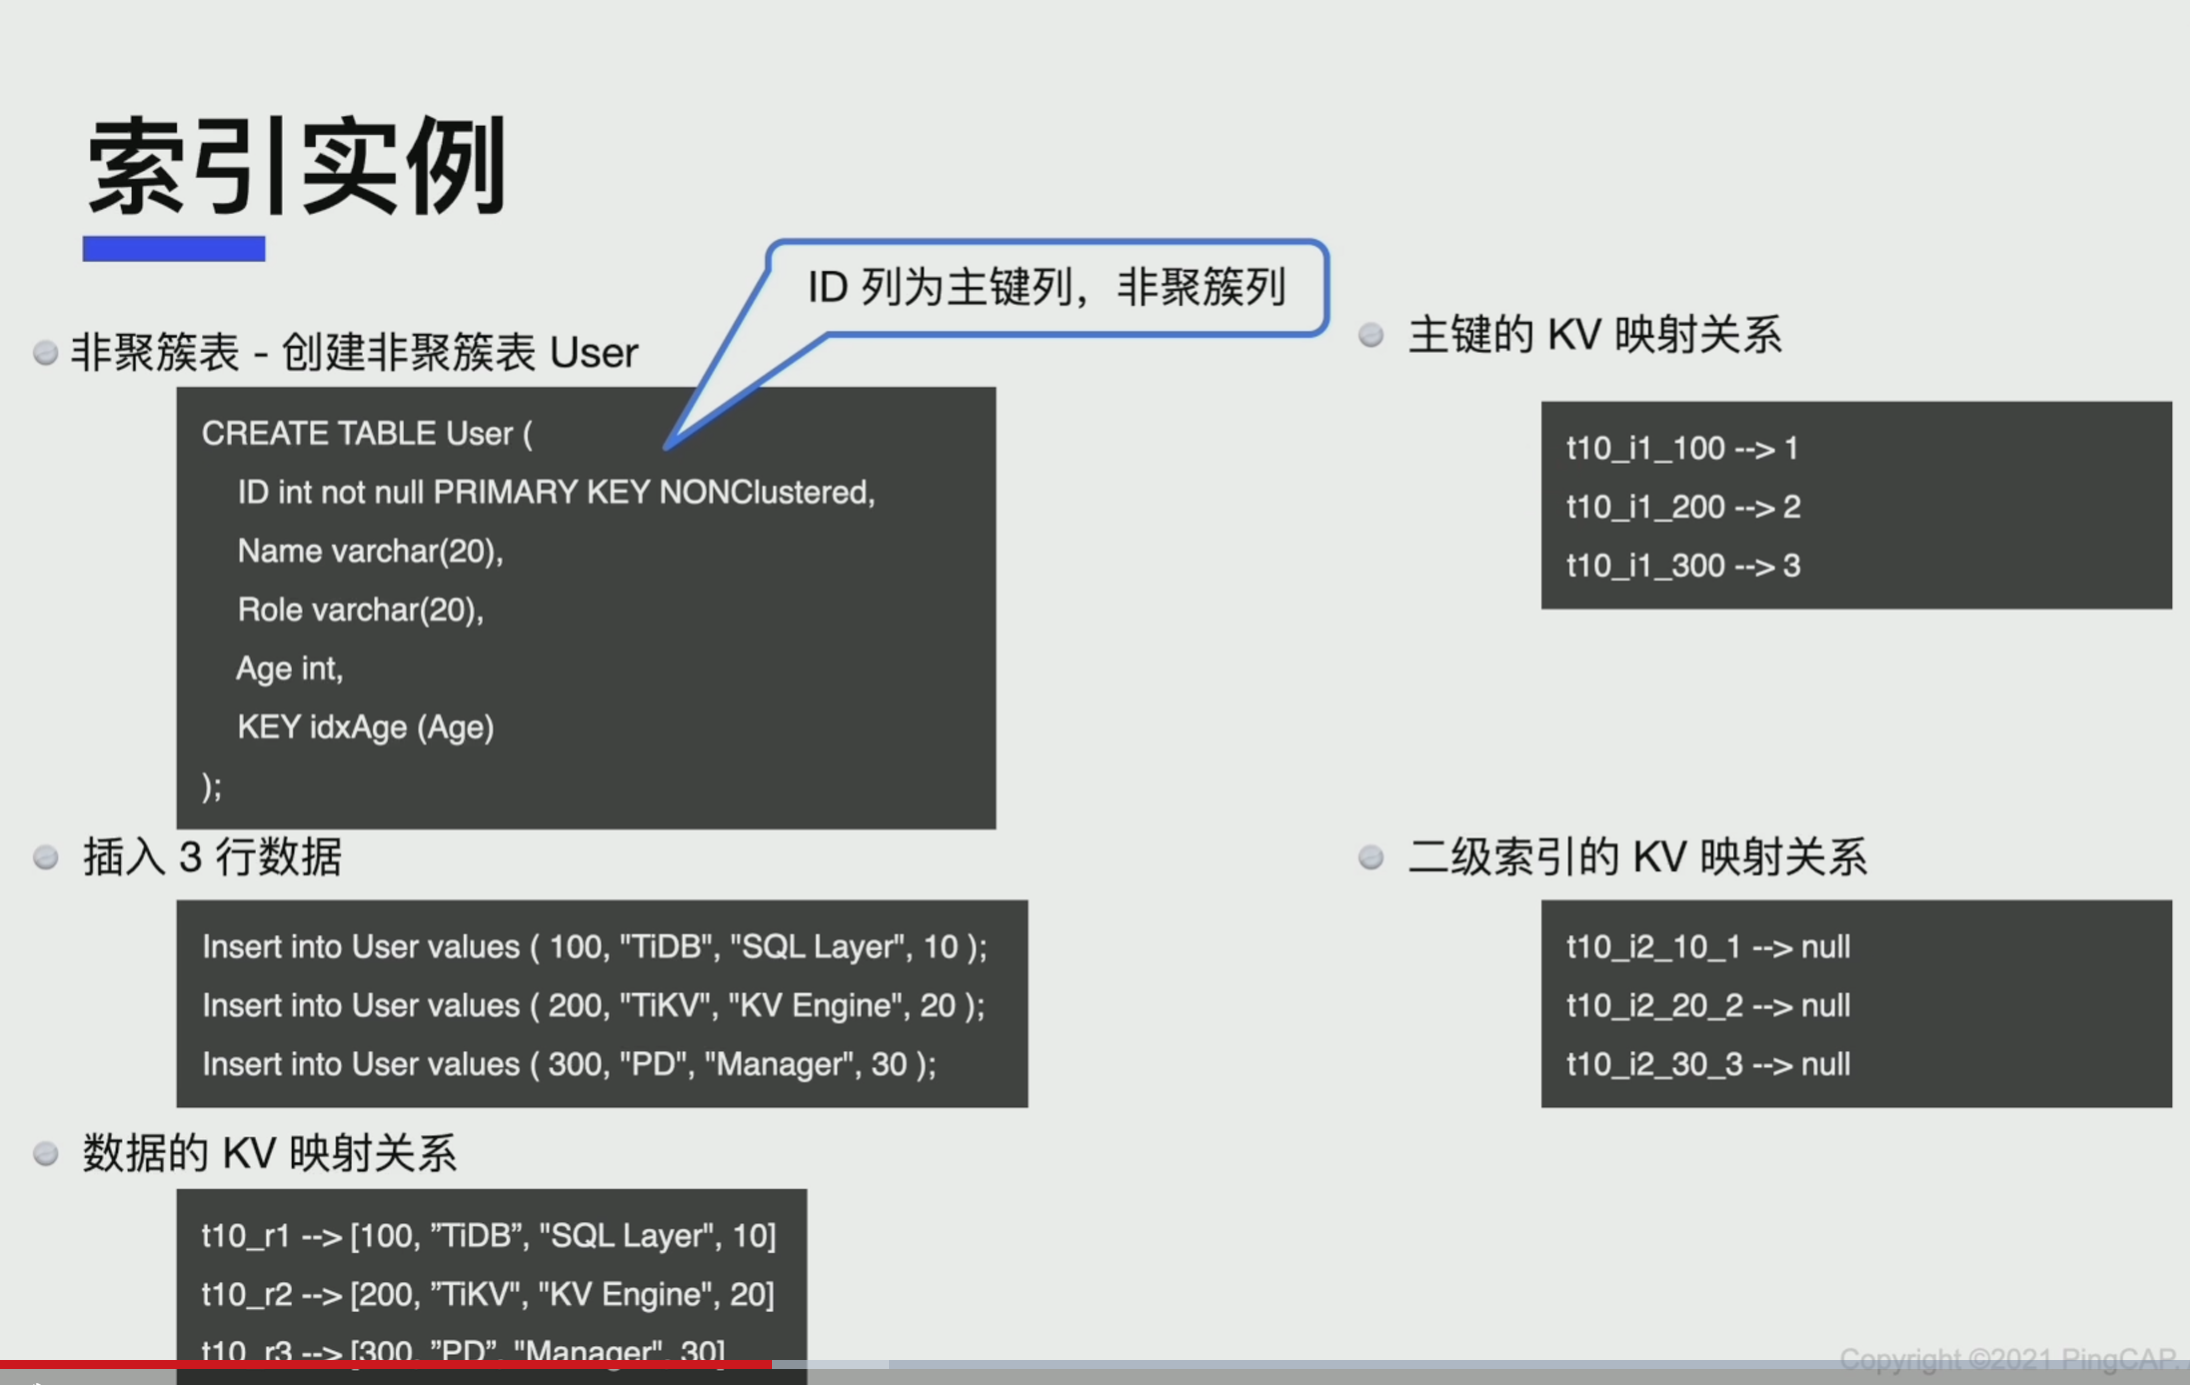 索引实例
ID 列为主键列，非聚簇列
非聚簇表 - 创建非聚簇表 User
CREATE TABLE User (
ID int not null PRIMARY KEY NONClustered,
Name varchar(20),
Role varchar(20),
Age int,
KEY idxAge (Age)
);
插入 3 行数据
Insert into User values ( 100, "TiDB", "SQL Layer", 10 );
Insert into User values ( 200, "TiKV", "KV Engine", 20 );
Insert into User values ( 300, "PD", "Manager", 30 );
数据的 KV 映射关系
t10_r1 --> [100, ”TiDB”, "SQL Layer", 10]
t10_r2 --> [200, ”TiKV", "KV Engine", 20]
t10_r3 --> [300, ”PD”, "Manager", 30]
主键的 KV 映射关系
t10_i1_100 --> 1
t10_i1_200 --> 2
t10_i1_300 --> 3
二级索引的 KV 映射关系
t10_i2_10_1 --> null
t10_i2_20_2 --> null
t10_i2_30_3 --> null
Copyright ©2021 PingCAP.